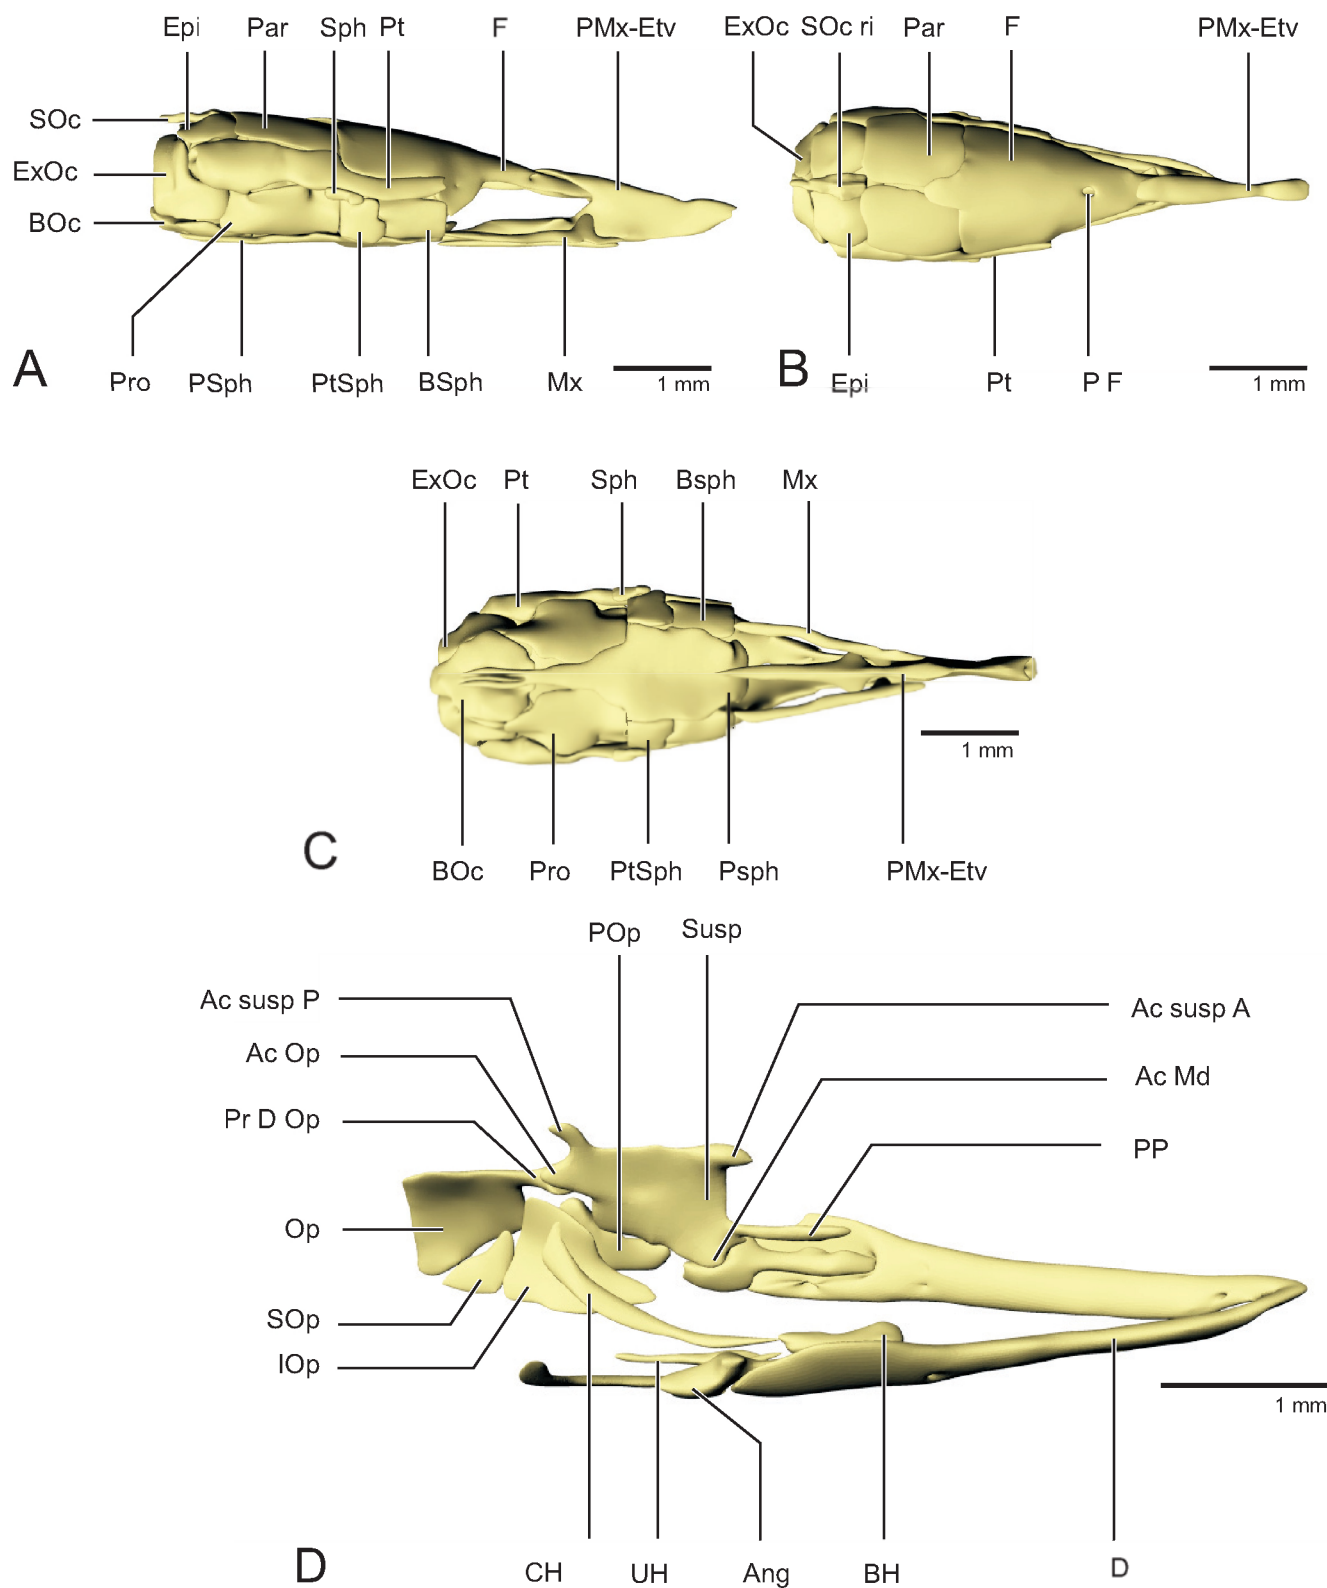 Epi Par Sph Pt F PMx-Etv
SOc
ExOc
BOc
Pro PSph PtSph BSph Mx
A
1 mm
ExOc SOc ri Par F PMx-Etv
B
Epi Pt P F
1 mm
ExOc Pt Sph Bsph Mx
1 mm
C
BOc Pro PtSph Psph PMx-Etv
POp Susp
Ac susp P
Ac Op
Pr D Op
Op
SOp
IOp
Ac susp A
Ac Md
PP
1 mm
D
CH UH Ang BH D